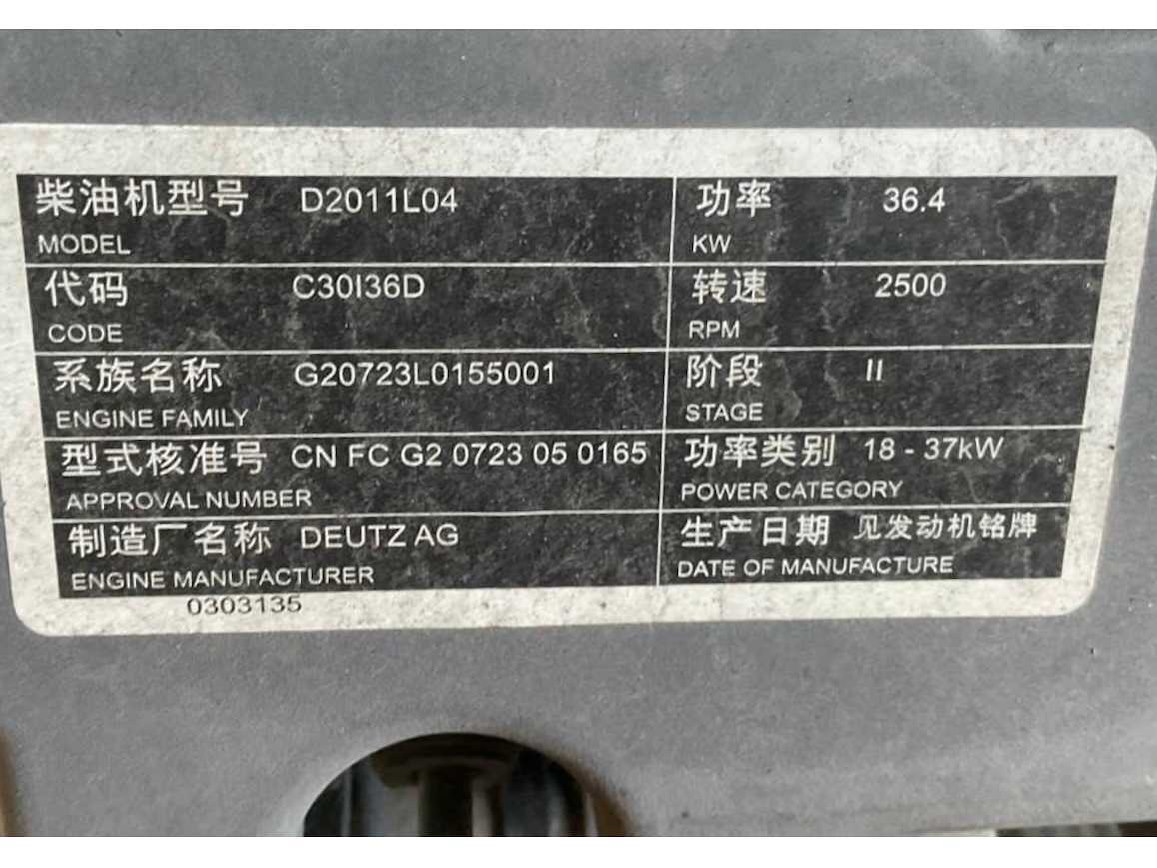 柴油机型号 D2011L04 功率 36.4
MODEL KW
代码 C30I36D 转速 2500
CODE RPM
系族名称 G20723L0155001 阶段 II
ENGINE FAMILY STAGE
型式核准号 CN FC G2 0723 05 0165 功率类别 18 - 37kW
APPROVAL NUMBER POWER CATEGORY
制造厂名称 DEUTZ AG 生产日期 见发动机铭牌
ENGINE MANUFACTURER DATE OF MANUFACTURE
0303135